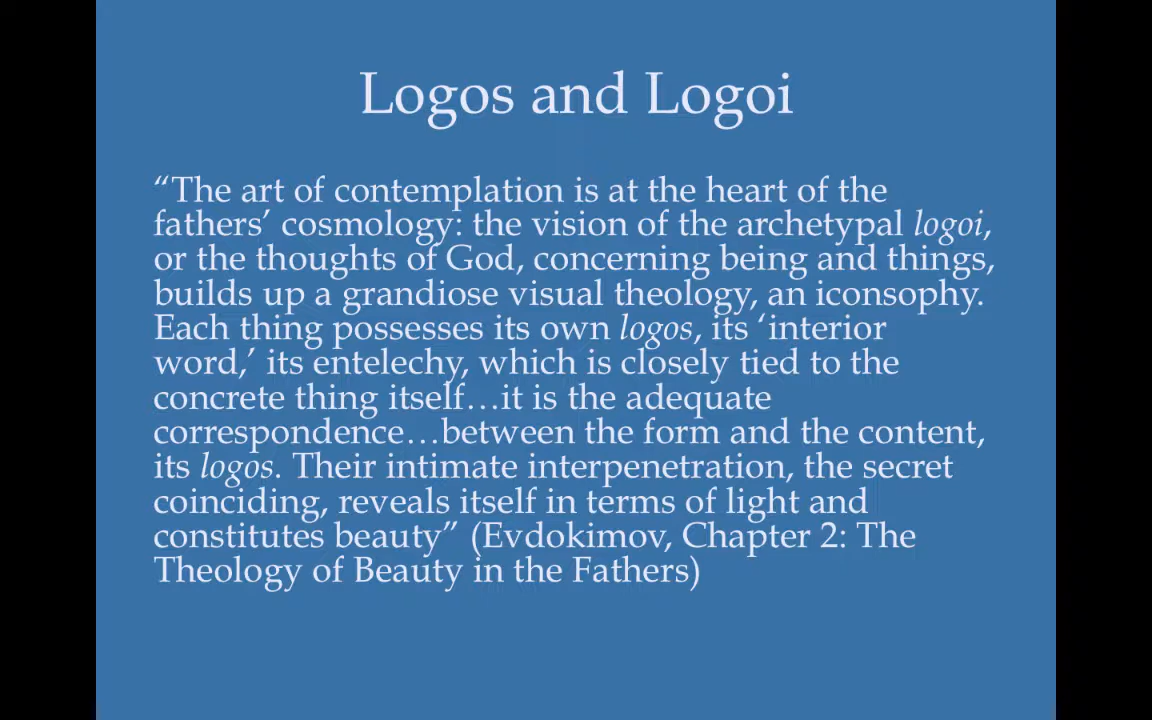 Logos and Logoi
“The art of contemplation is at the heart of the
fathers’ cosmology: the vision of the archetypal logoi,
or the thoughts of God, concerning being and things,
builds up a grandiose visual theology, an iconsophy.
Each thing possesses its own logos, its ‘interior
word,’ its entelechy, which is closely tied to the
concrete thing itself…it is the adequate
correspondence…between the form and the content,
its logos. Their intimate interpenetration, the secret
coinciding, reveals itself in terms of light and
constitutes beauty” (Evdokimov, Chapter 2: The
Theology of Beauty in the Fathers)